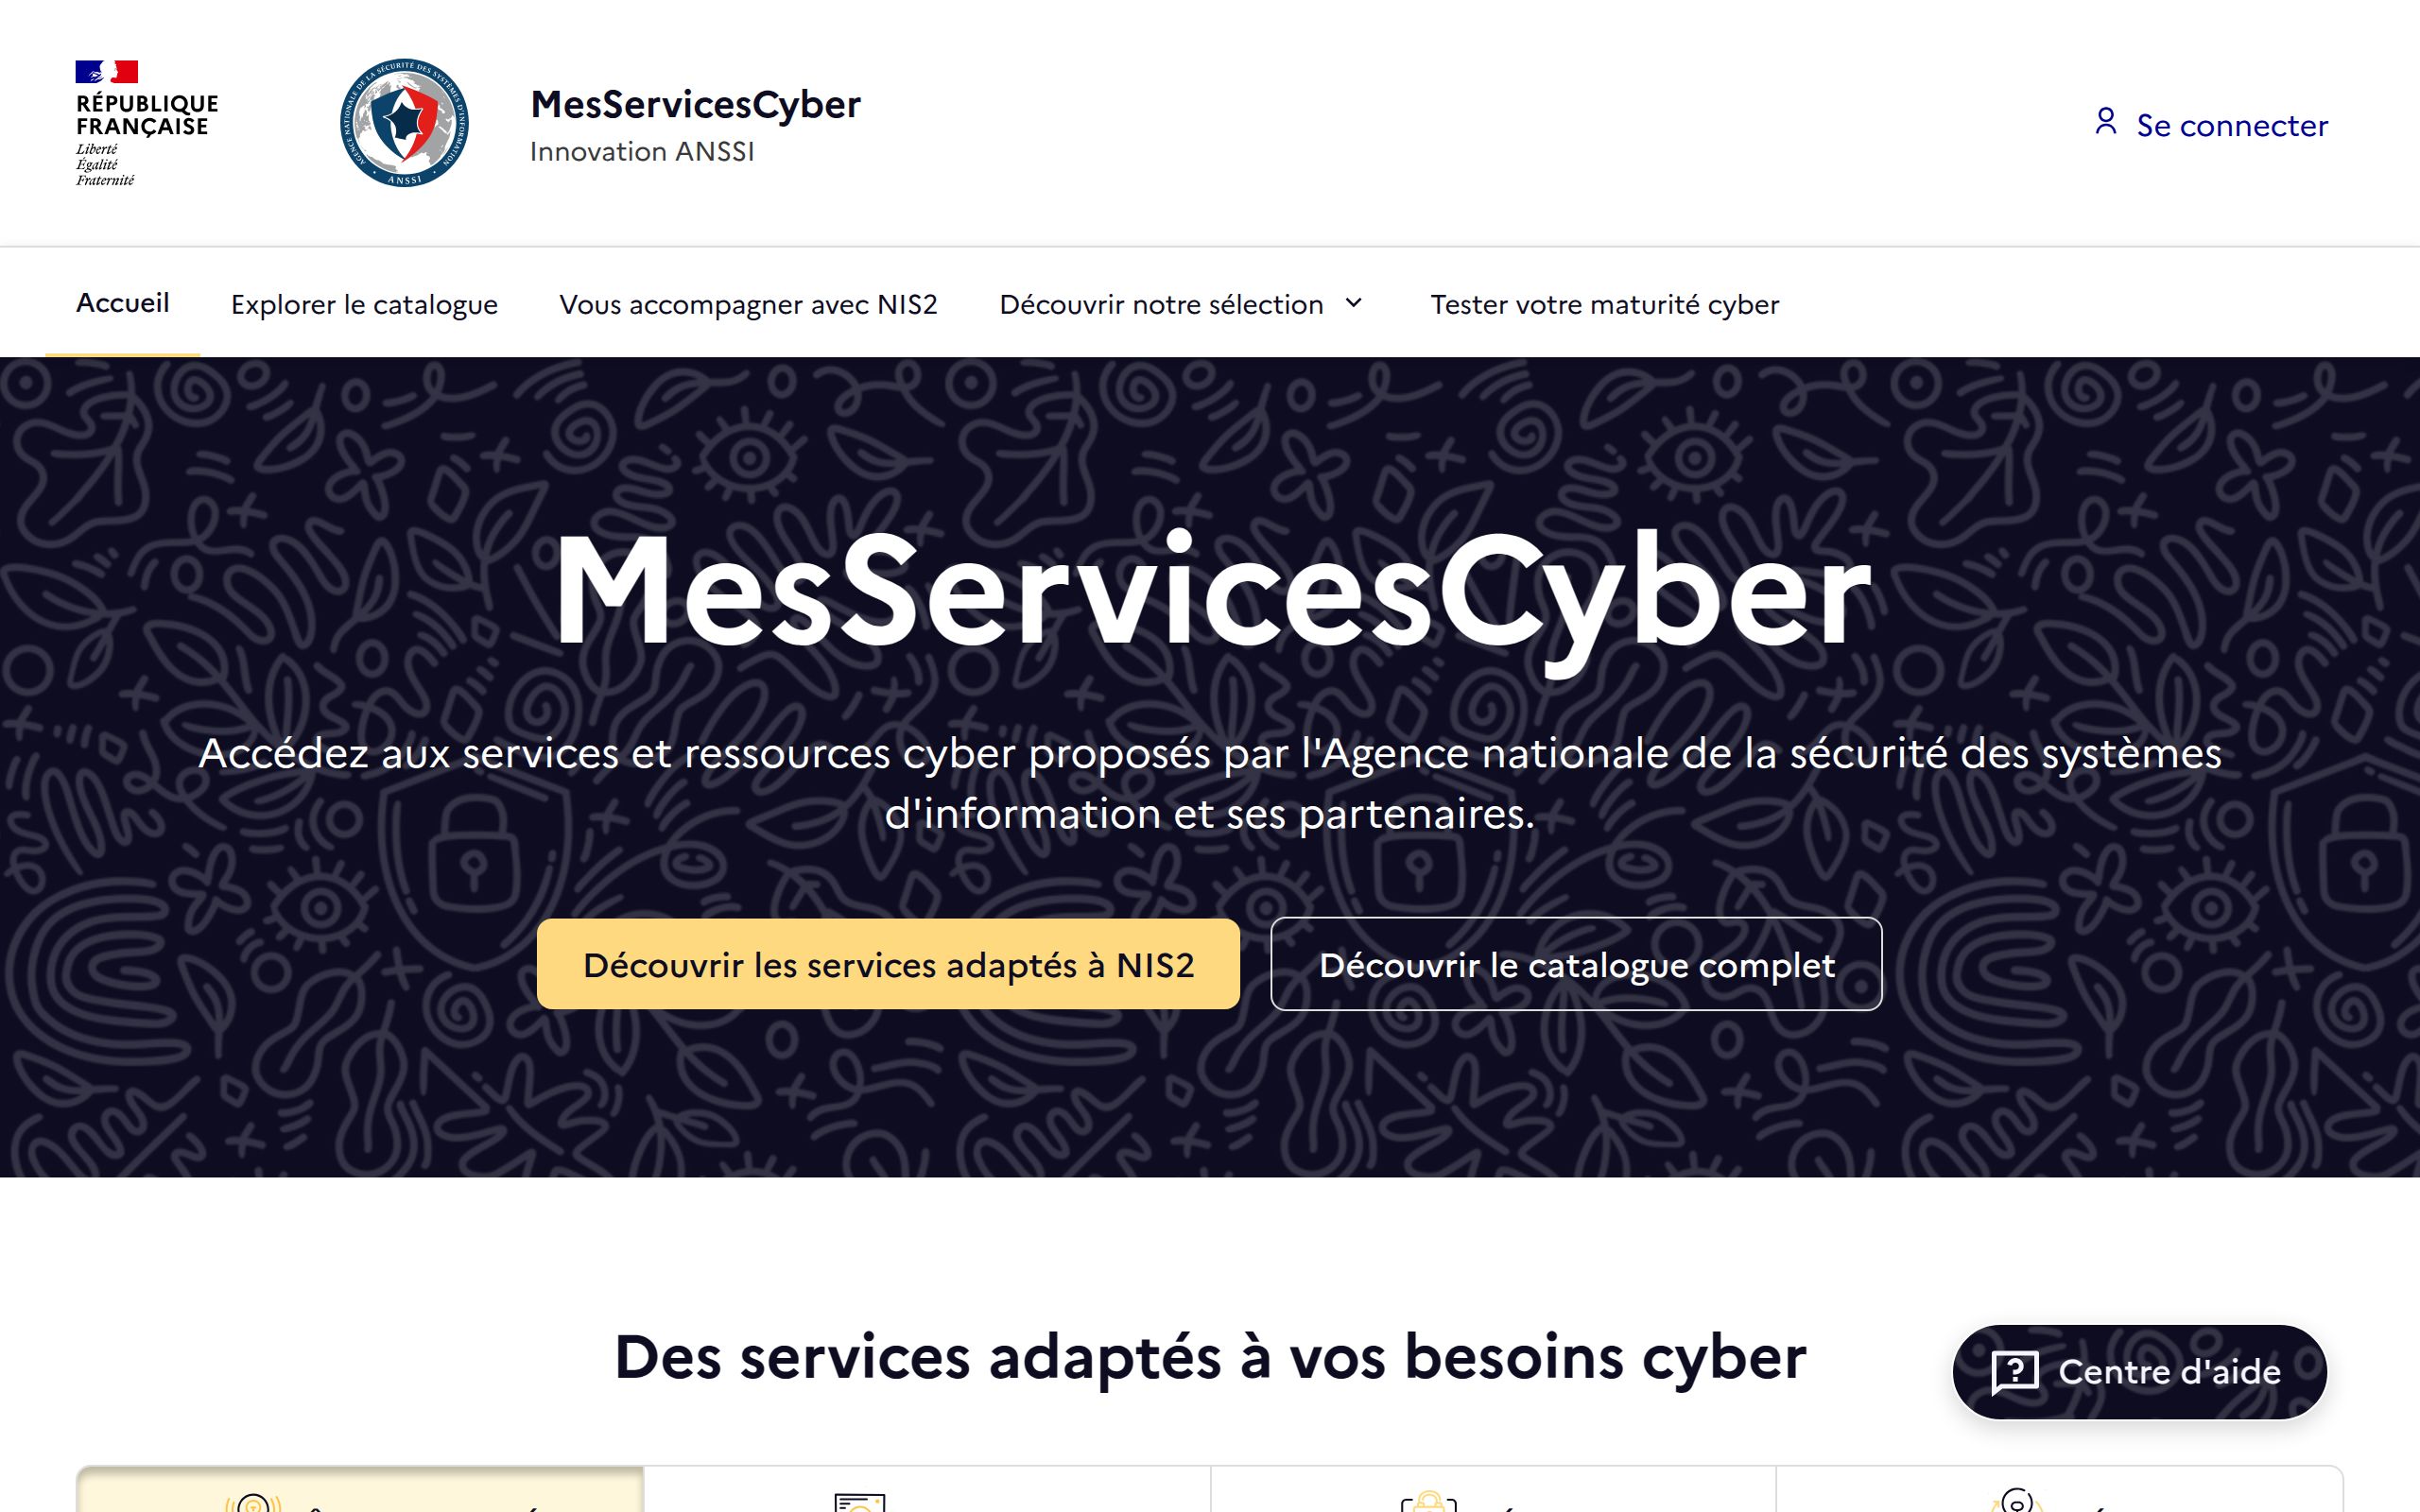 RÉPUBLIQUE
FRANÇAISE
Liberté
Égalité
Fraternité
AGENCE NATIONALE DE LA SÉCURITÉ DES SYSTÈMES D'INFORMATION
ANSSI
MesServicesCyber
Innovation ANSSI
Se connecter
Accueil
Explorer le catalogue
Vous accompagner avec NIS2
Découvrir notre sélection
Tester votre maturité cyber
MesServicesCyber
Accédez aux services et ressources cyber proposés par l'Agence nationale de la sécurité des systèmes
d'information et ses partenaires.
Découvrir les services adaptés à NIS2
Découvrir le catalogue complet
Des services adaptés à vos besoins cyber
Centre d'aide